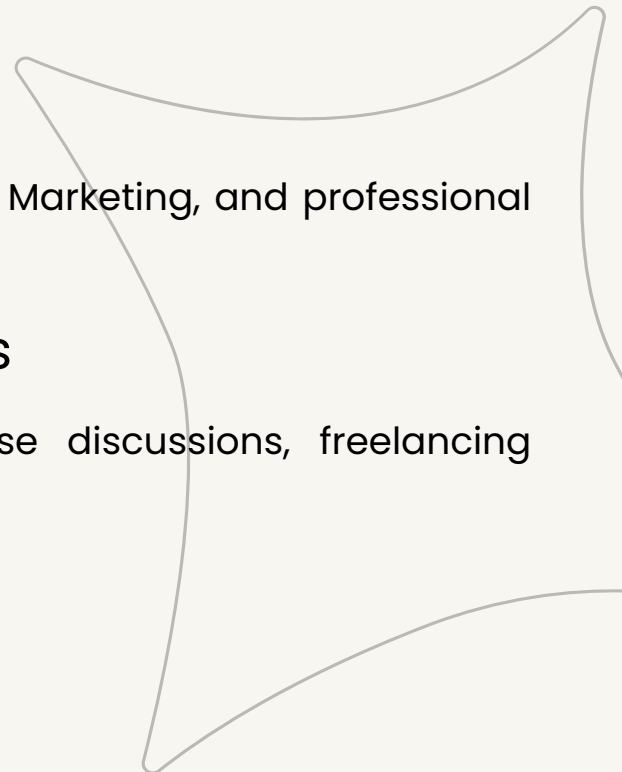 Marketing, and professional
s
se discussions, freelancing